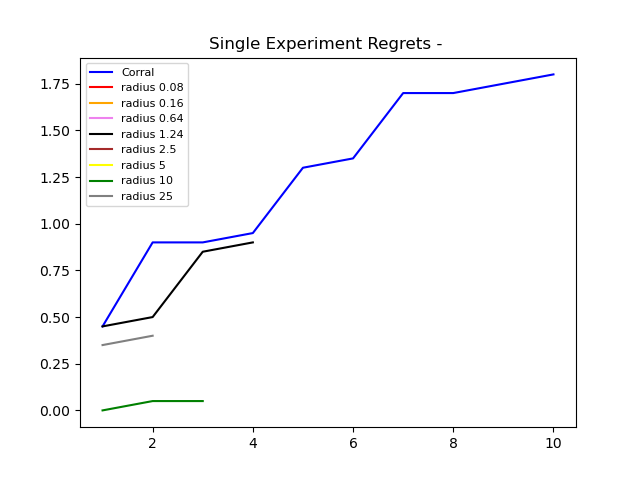 Single Experiment Regrets -
Corral
radius 0.08
radius 0.16
radius 0.64
radius 1.24
radius 2.5
radius 5
radius 10
radius 25
1.75
1.50
1.25
1.00
0.75
0.50
0.25
0.00
2 4 6 8 10